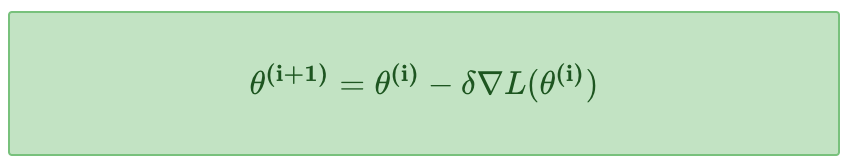 θ^(i+1) = θ^(i) − δ∇L(θ^(i))